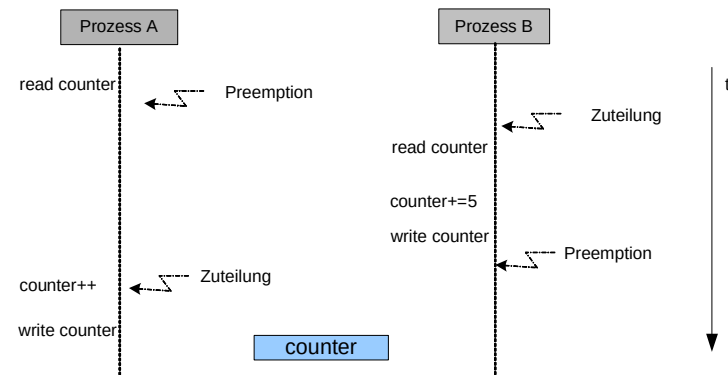 Prozess A
Prozess B
read counter
Preemption
t
Zuteilung
read counter
counter+=5
write counter
Preemption
Zuteilung
counter++
write counter
counter